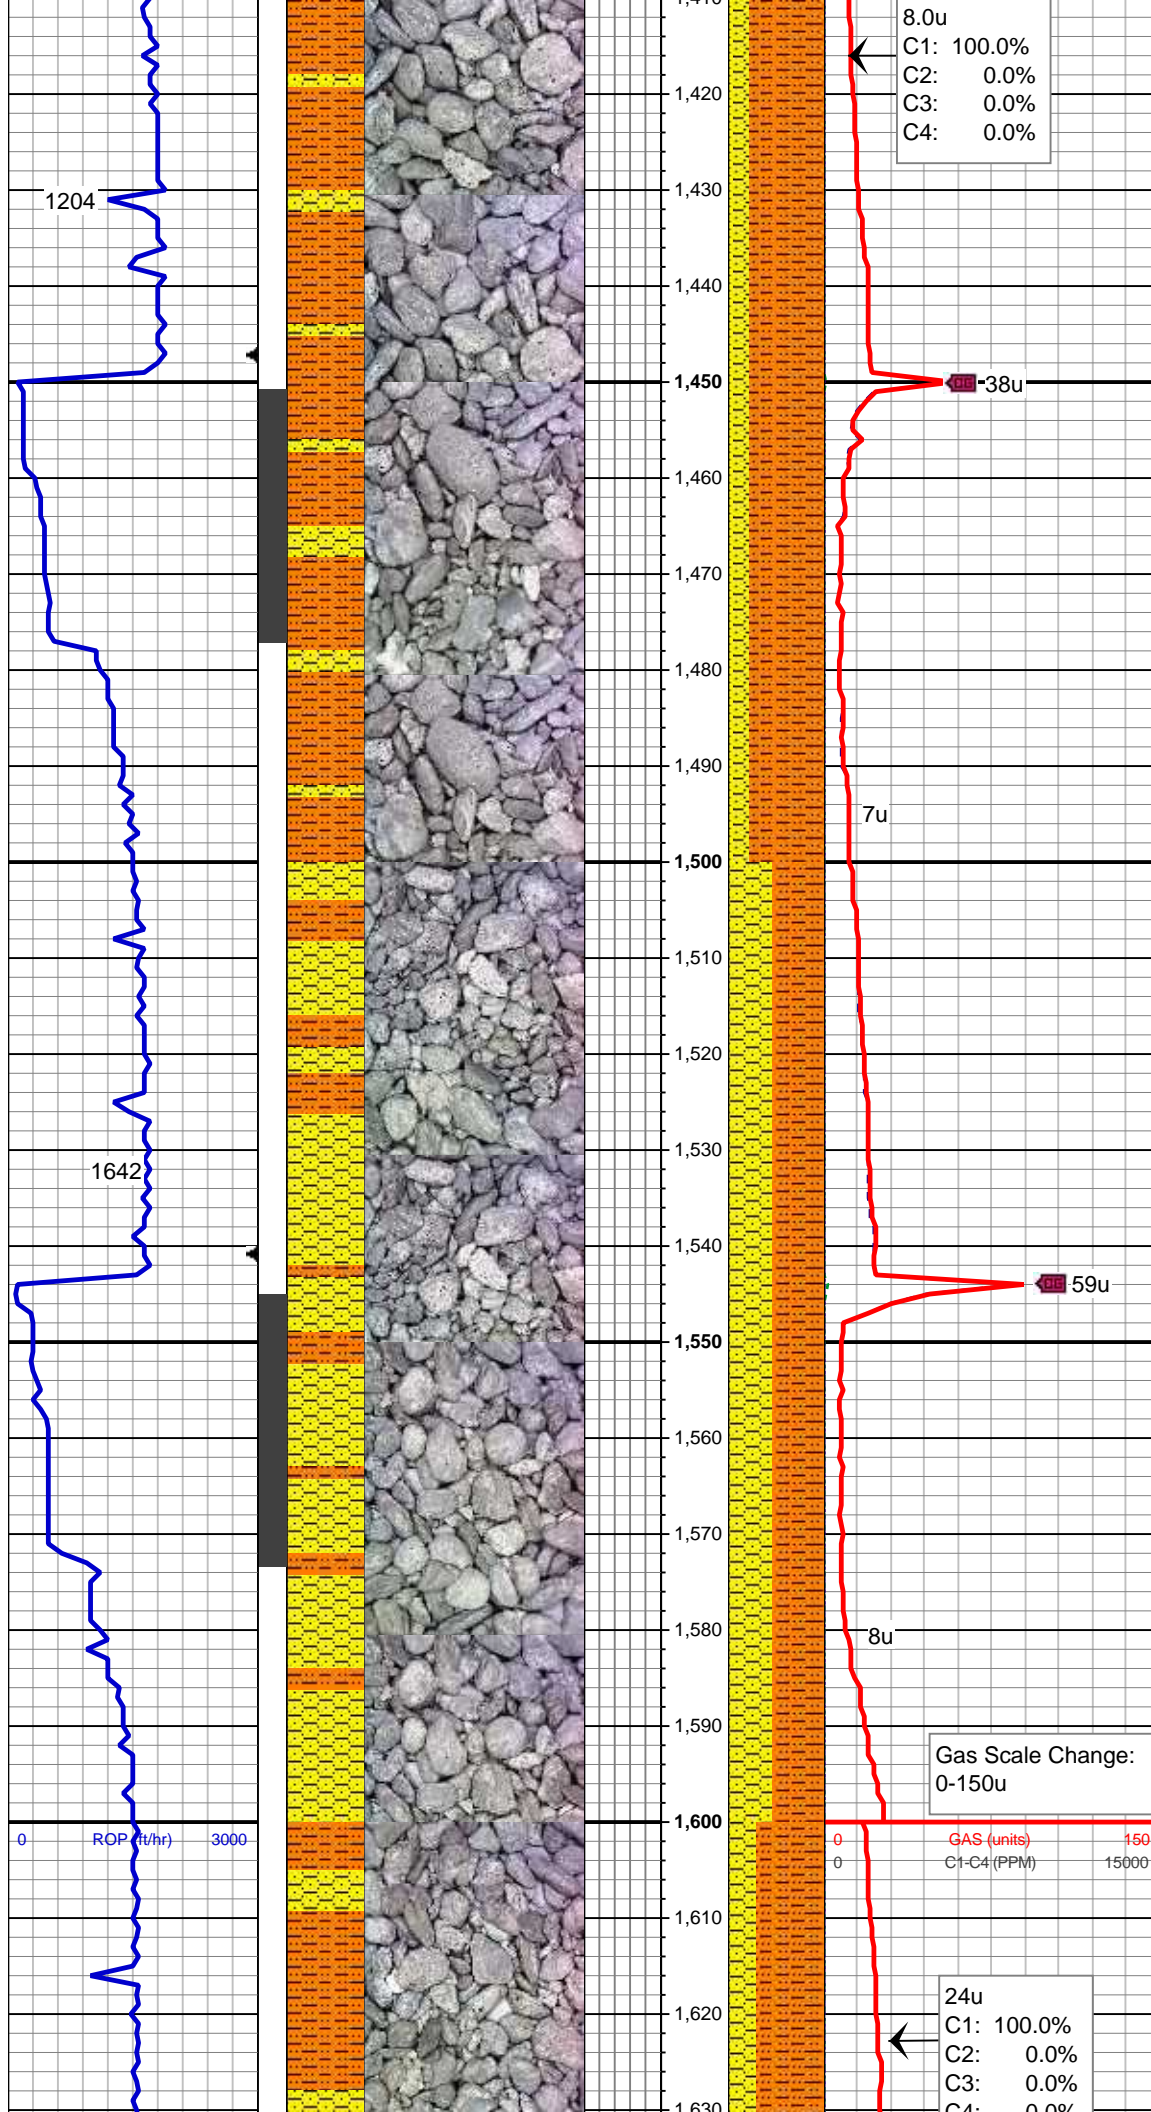 1,410
8.0u
C1: 100.0%
C2: 0.0%
C3: 0.0%
C4: 0.0%
1,420
1,430
1204
1,440
1,450
CG
38u
1,460
1,470
1,480
1,490
7u
1,500
1,510
1,520
1,530
1642
1,540
CG
59u
1,550
1,560
1,570
1,580
8u
1,590
Gas Scale Change:
0-150u
1,600
0 ROP (ft/hr) 3000
0 GAS (units) 150
0 C1-C4 (PPM) 15000
1,610
1,620
24u
C1: 100.0%
C2: 0.0%
C3: 0.0%
C4: 0.0%
1,630